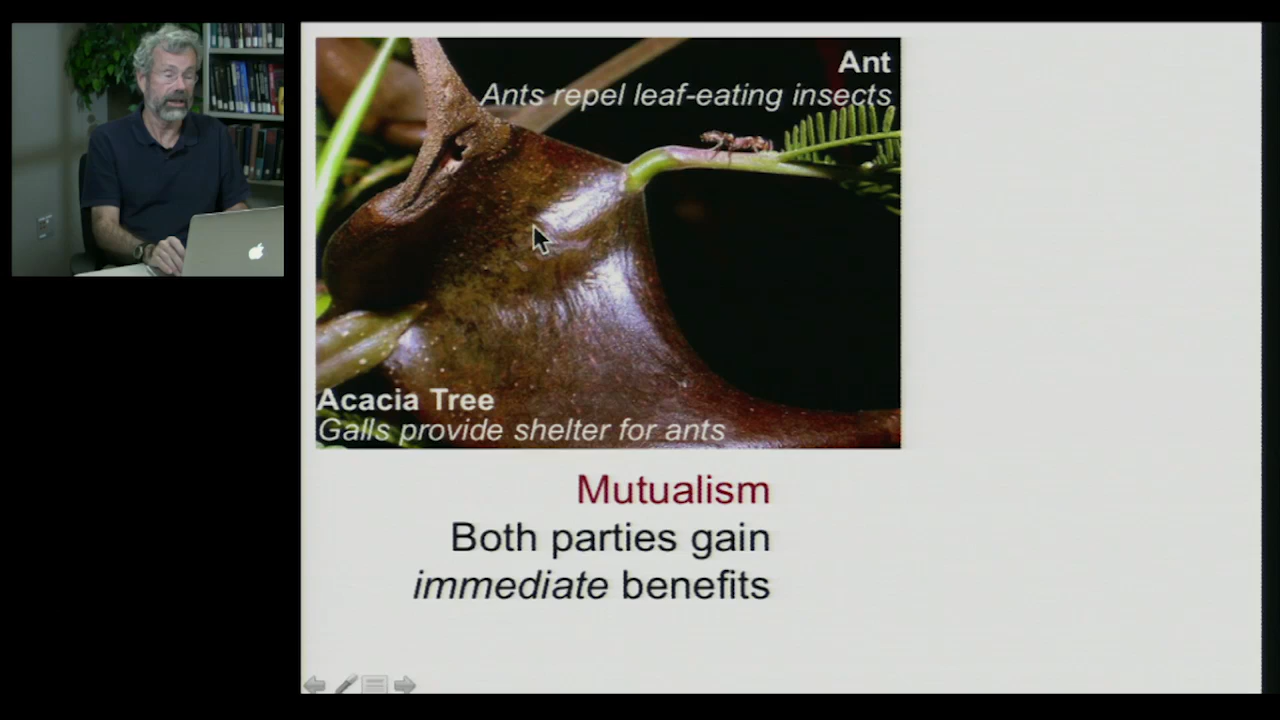 Ant
Ants repel leaf-eating insects
Acacia Tree
Galls provide shelter for ants
Mutualism
Both parties gain
immediate benefits